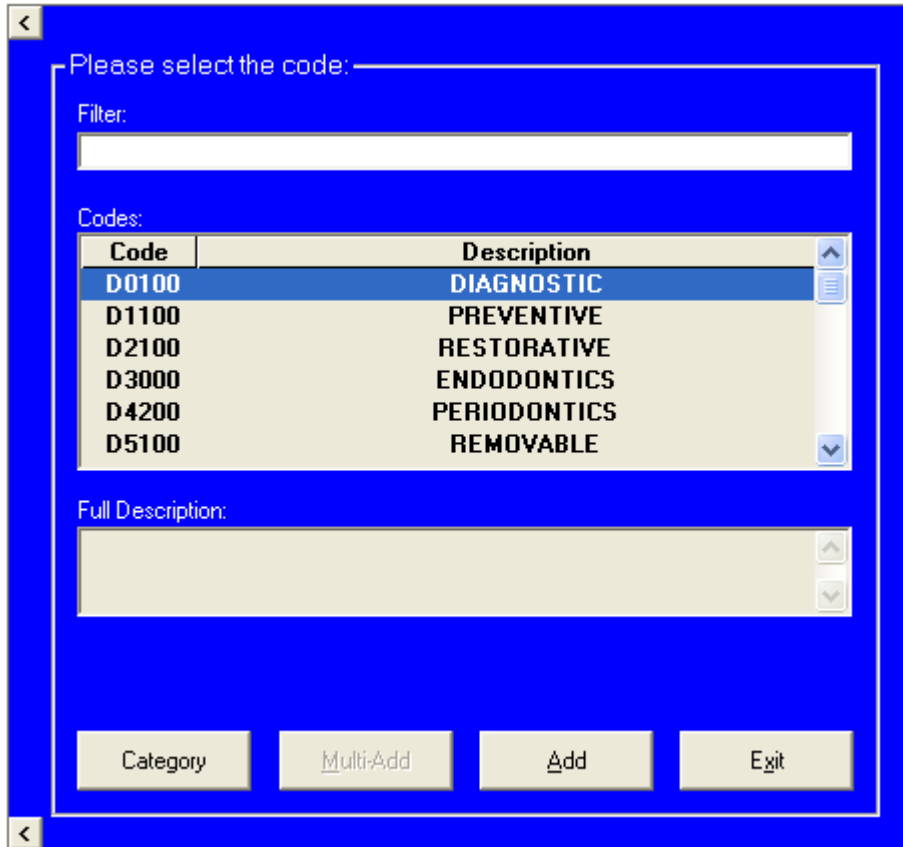 <
Please select the code:
Filter:
Codes:
Code Description
D0100 DIAGNOSTIC
D1100 PREVENTIVE
D2100 RESTORATIVE
D3000 ENDODONTICS
D4200 PERIODONTICS
D5100 REMOVABLE
Full Description:
Category Multi-Add Add Exit
<